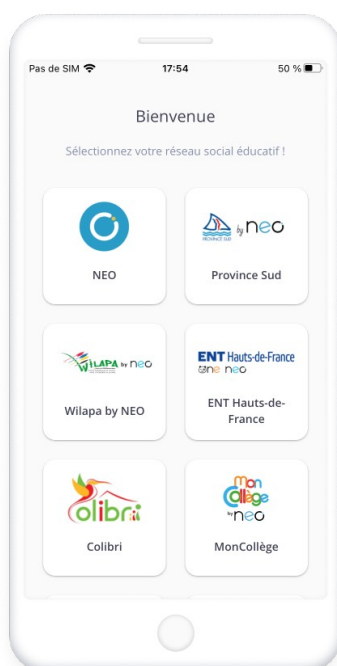 Pas de SIM 17:54 50 %
Bienvenue
Sélectionnez votre réseau social éducatif !
NEO
PROVINCE SUD by neo
Province Sud
WILAPA by neo
Wilapa by NEO
ENT Hauts-de-France
one neo
ENT Hauts-de-
France
Colibri
Colibri
Mon
Collège
by neo
MonCollège